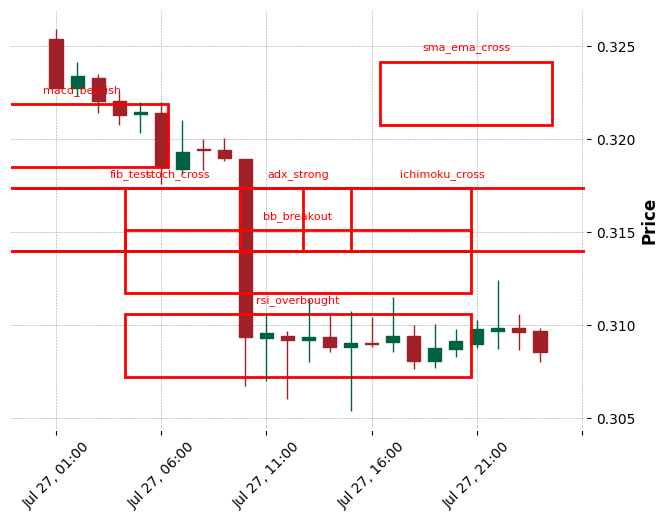 sma_ema_cross
0.325
macd_bearish
0.320
fib_test
stoch_cross
adx_strong
ichimoku_cross
bb_breakout
0.315
rsi_overbought
0.310
0.305
Price
Jul 27, 01:00
Jul 27, 06:00
Jul 27, 11:00
Jul 27, 16:00
Jul 27, 21:00